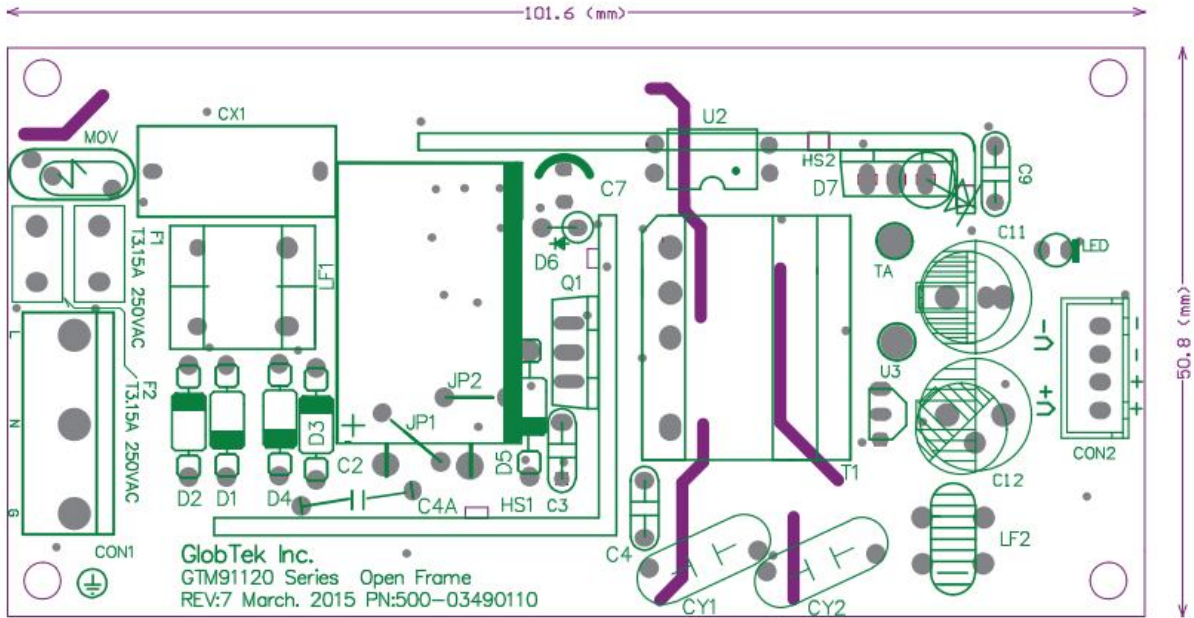 101.6 (mm)
50.8 (mm)
MOV
CX1
U2
HS2
D7
C9
C7
D6
Q1
F1
T3.15A 250VAC
LF1
F2
T3.15A 250VAC
L
N
G
CON1
D2
D1
D4
D3
+
-
C2
JP1
JP2
C4A
D5
HS1
C3
C4
T1
TA
U3
C11
LED
C12
V-
V+
-
-
+
+
CON2
LF2
CY1
CY2
GlobTek Inc.
GTM91120 Series Open Frame
REV:7 March. 2015 PN:500-03490110